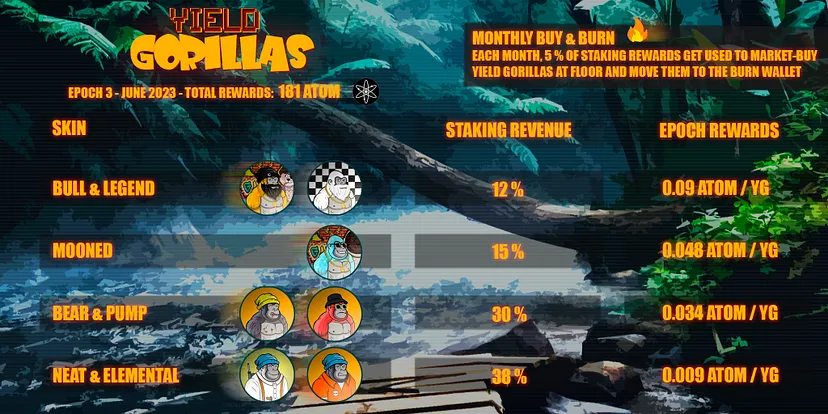 YIELD
GORILLAS
MONTHLY BUY & BURN
EACH MONTH, 5 % OF STAKING REWARDS GET USED TO MARKET-BUY
YIELD GORILLAS AT FLOOR AND MOVE THEM TO THE BURN WALLET
EPOCH 3 - JUNE 2023 - TOTAL REWARDS: 181 ATOM
SKIN STAKING REVENUE EPOCH REWARDS
BULL & LEGEND 12 % 0.09 ATOM / YG
MOONED 15 % 0.048 ATOM / YG
BEAR & PUMP 30 % 0.034 ATOM / YG
NEAT & ELEMENTAL 38 % 0.009 ATOM / YG